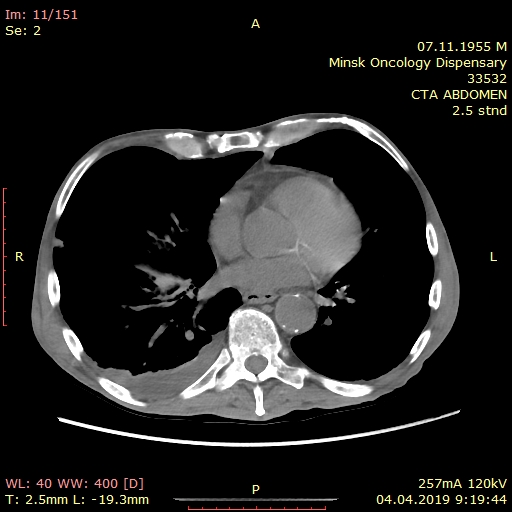 Im: 11/151
Se: 2
A
07.11.1955 M
Minsk Oncology Dispensary
33532
CTA ABDOMEN
2.5 stnd
R
L
WL: 40 WW: 400 [D]
T: 2.5mm L: -19.3mm
P
257mA 120kV
04.04.2019 9:19:44